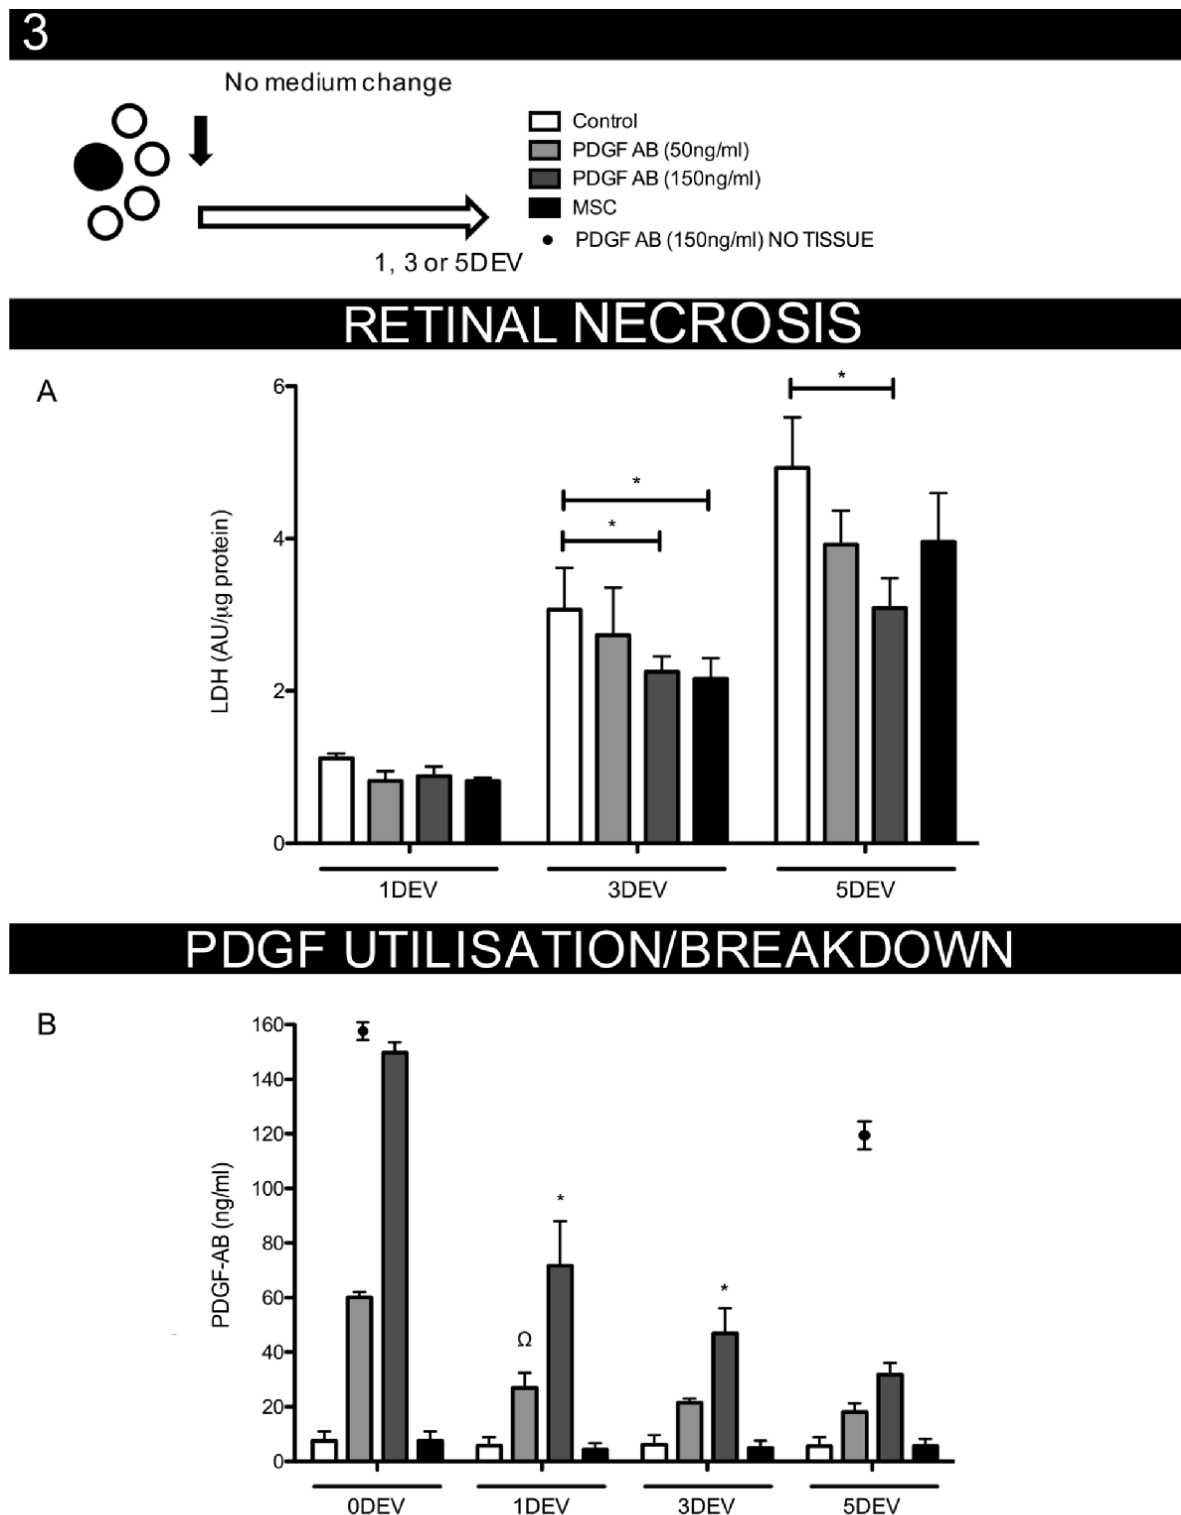 3
No medium change
Control
PDGF AB (50ng/ml)
PDGF AB (150ng/ml)
MSC
PDGF AB (150ng/ml) NO TISSUE
1, 3 or 5DEV
RETINAL NECROSIS
A
6
4
2
0
LDH (AU/μg protein)
*
*
*
1DEV
3DEV
5DEV
PDGF UTILISATION/BREAKDOWN
B
160
140
120
100
80
60
40
20
0
PDGF-AB (ng/ml)
Ω
*
*
0DEV
1DEV
3DEV
5DEV